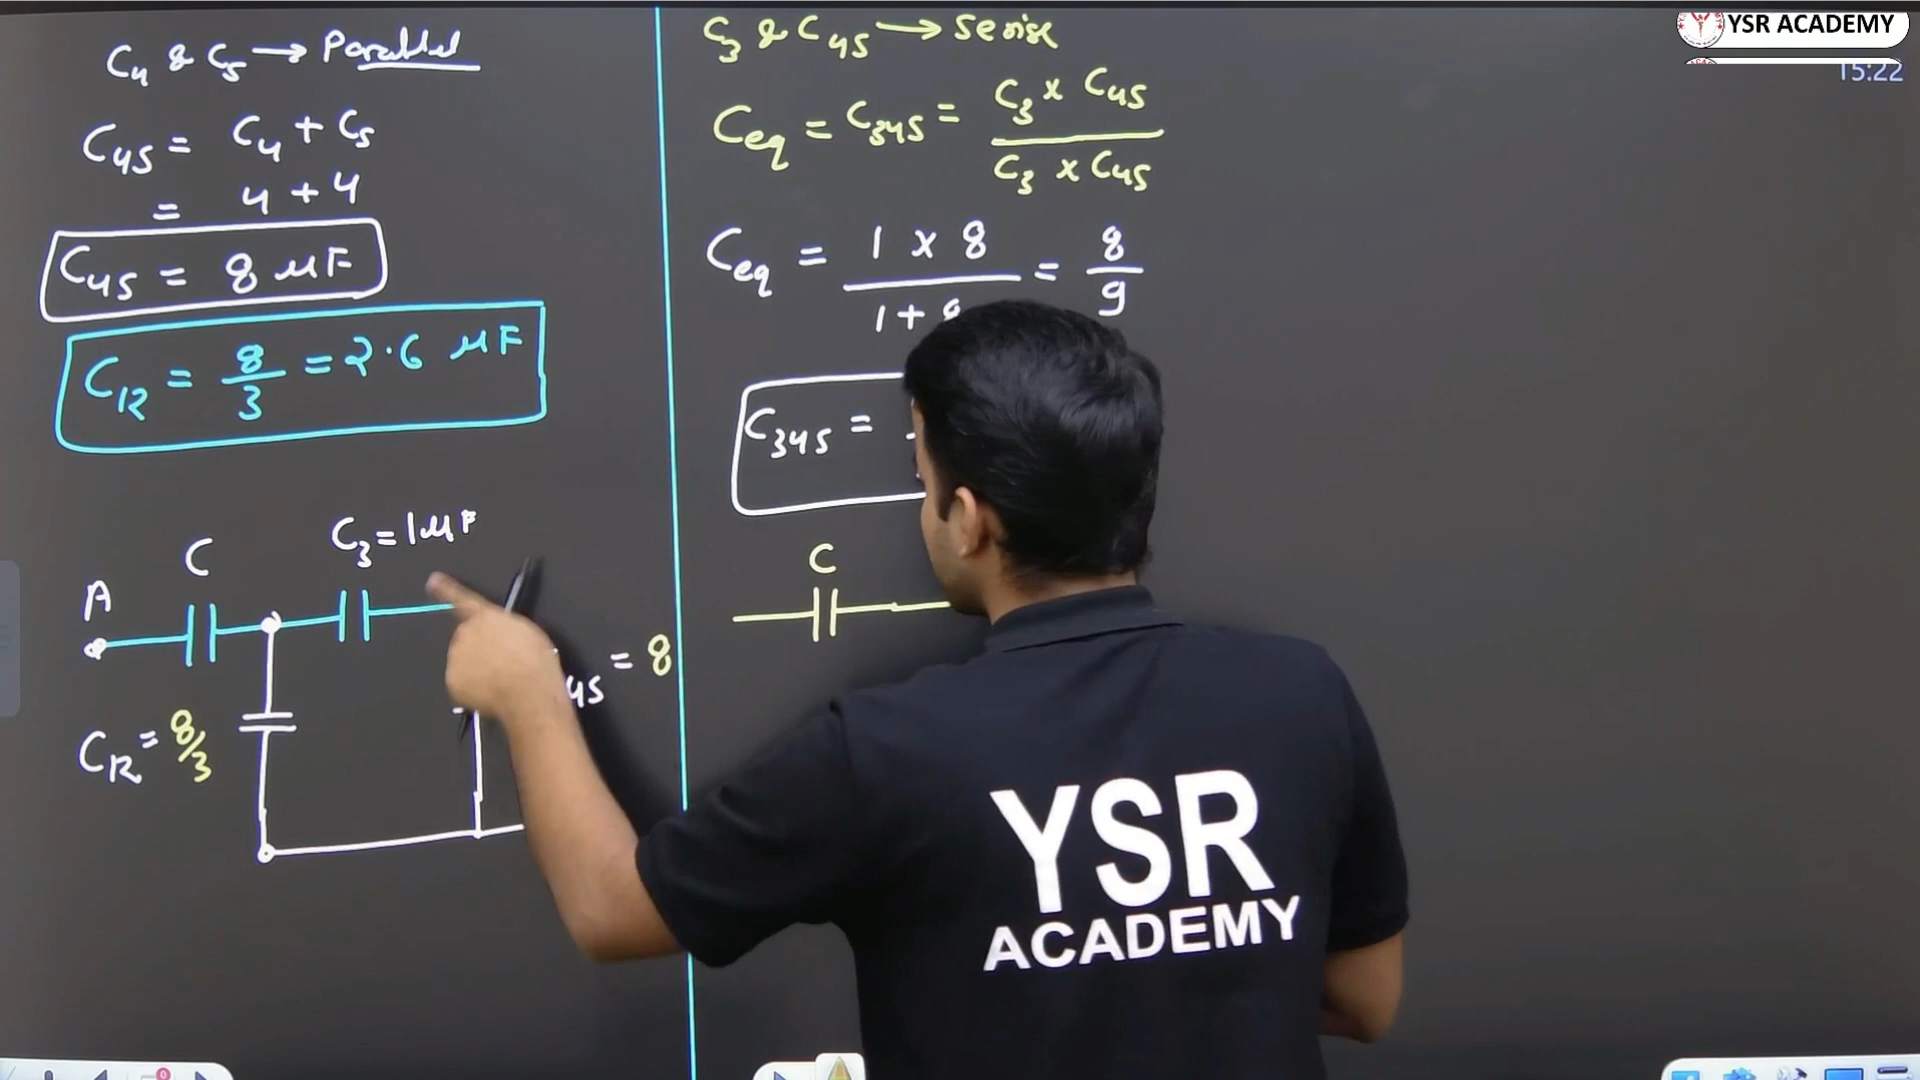 C4 & C5 → Parallel
C45 = C4 + C5
= 4 + 4
C45 = 8 μF
C12 = 8/3 = 2.6 μF
C
C3 = 1μF
A
45 = 8
C12 = 8/3
C3 & C45 → Serise
Ceq = C345 = C3 x C45 / C3 x C45
Ceq = 1 x 8 / 1 + = 8/9
C345 =
C
YSR ACADEMY
15:22
YSR
ACADEMY